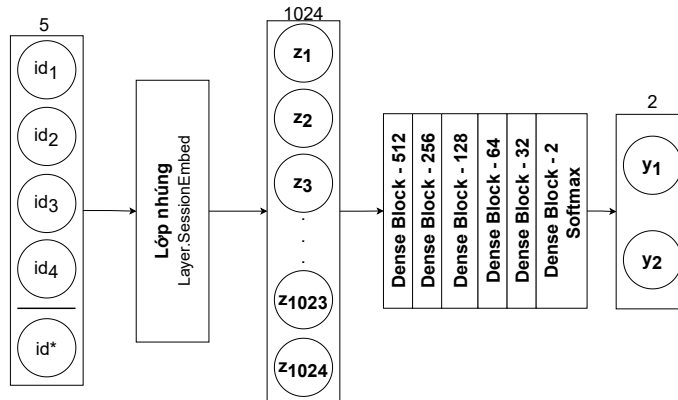 5
id1
id2
id3
id4
id*
Lớp nhúng
Layer.SessionEmbed
1024
z1
z2
z3
.
.
.
.
z1023
z1024
Dense Block - 512
Dense Block - 256
Dense Block - 128
Dense Block - 64
Dense Block - 32
Dense Block - 2
Softmax
2
y1
y2